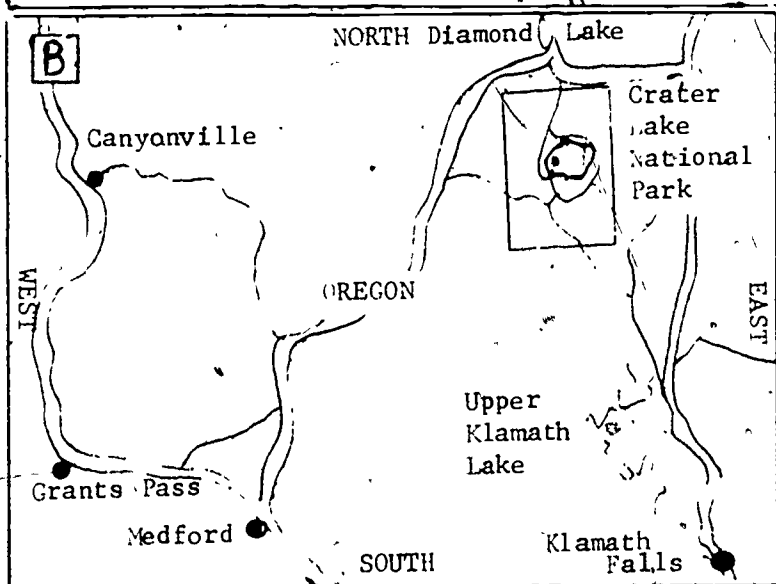 B
NORTH Diamond Lake
Crater
Lake
National
Park
Canyonville
WEST
OREGON
EAST
Upper
Klamath
Lake
Grants Pass
Medford
SOUTH
Klamath
Falls